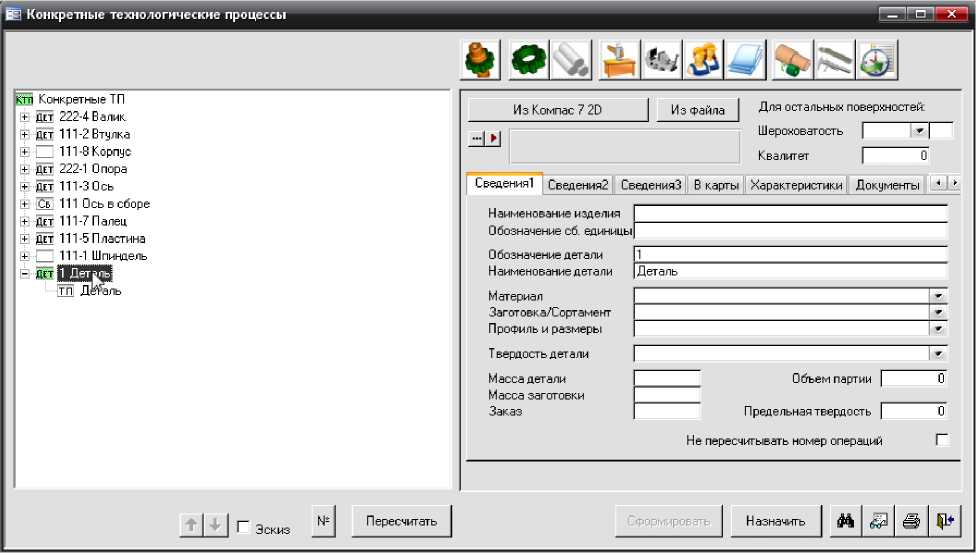 Конкретные технологические процессы
КТП Конкретные ТП
ДЕТ 222-4 Валик
ДЕТ 111-2 Втулка
111-8 Корпус
ДЕТ 222-1 Опора
ДЕТ 111-3 Ось
Сб 111 Ось в сборе
ДЕТ 111-7 Палец
ДЕТ 111-5 Пластина
111-1 Шпиндель
ДЕТ 1 Деталь
ТП Деталь
Из Компас 7 2D
Из файла
Для остальных поверхностей:
Шероховатость
Квалитет 0
Сведения1 Сведения2 Сведения3 В карты Характеристики Документы
Наименование изделия
Обозначение сб. единицы
Обозначение детали 1
Наименование детали Деталь
Материал
Заготовка/Сортамент
Профиль и размеры
Твердость детали
Масса детали Объем партии 0
Масса заготовки
Заказ Предельная твердость 0
Не пересчитывать номер операций
Эскиз № Пересчитать Сформировать Назначить